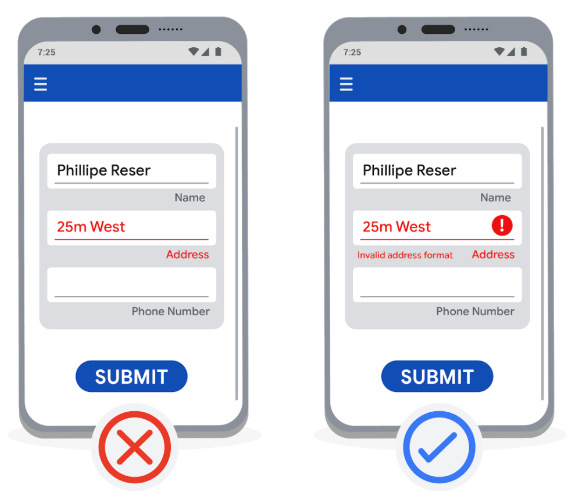 7:25
Phillipe Reser
Name
25m West
Address
Phone Number
SUBMIT
7:25
Phillipe Reser
Name
25m West
Invalid address format Address
Phone Number
SUBMIT